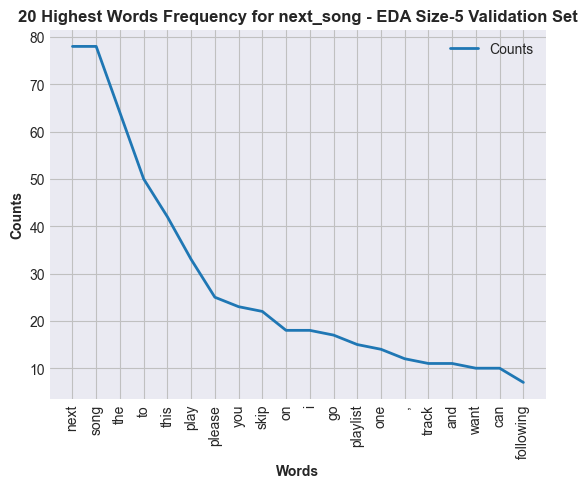 20 Highest Words Frequency for next_song - EDA Size-5 Validation Set
Counts
80
70
60
50
40
30
20
10
Counts
next
song
the
to
this
play
please
you
skip
on
i
go
playlist
one
,
track
and
want
can
following
Words